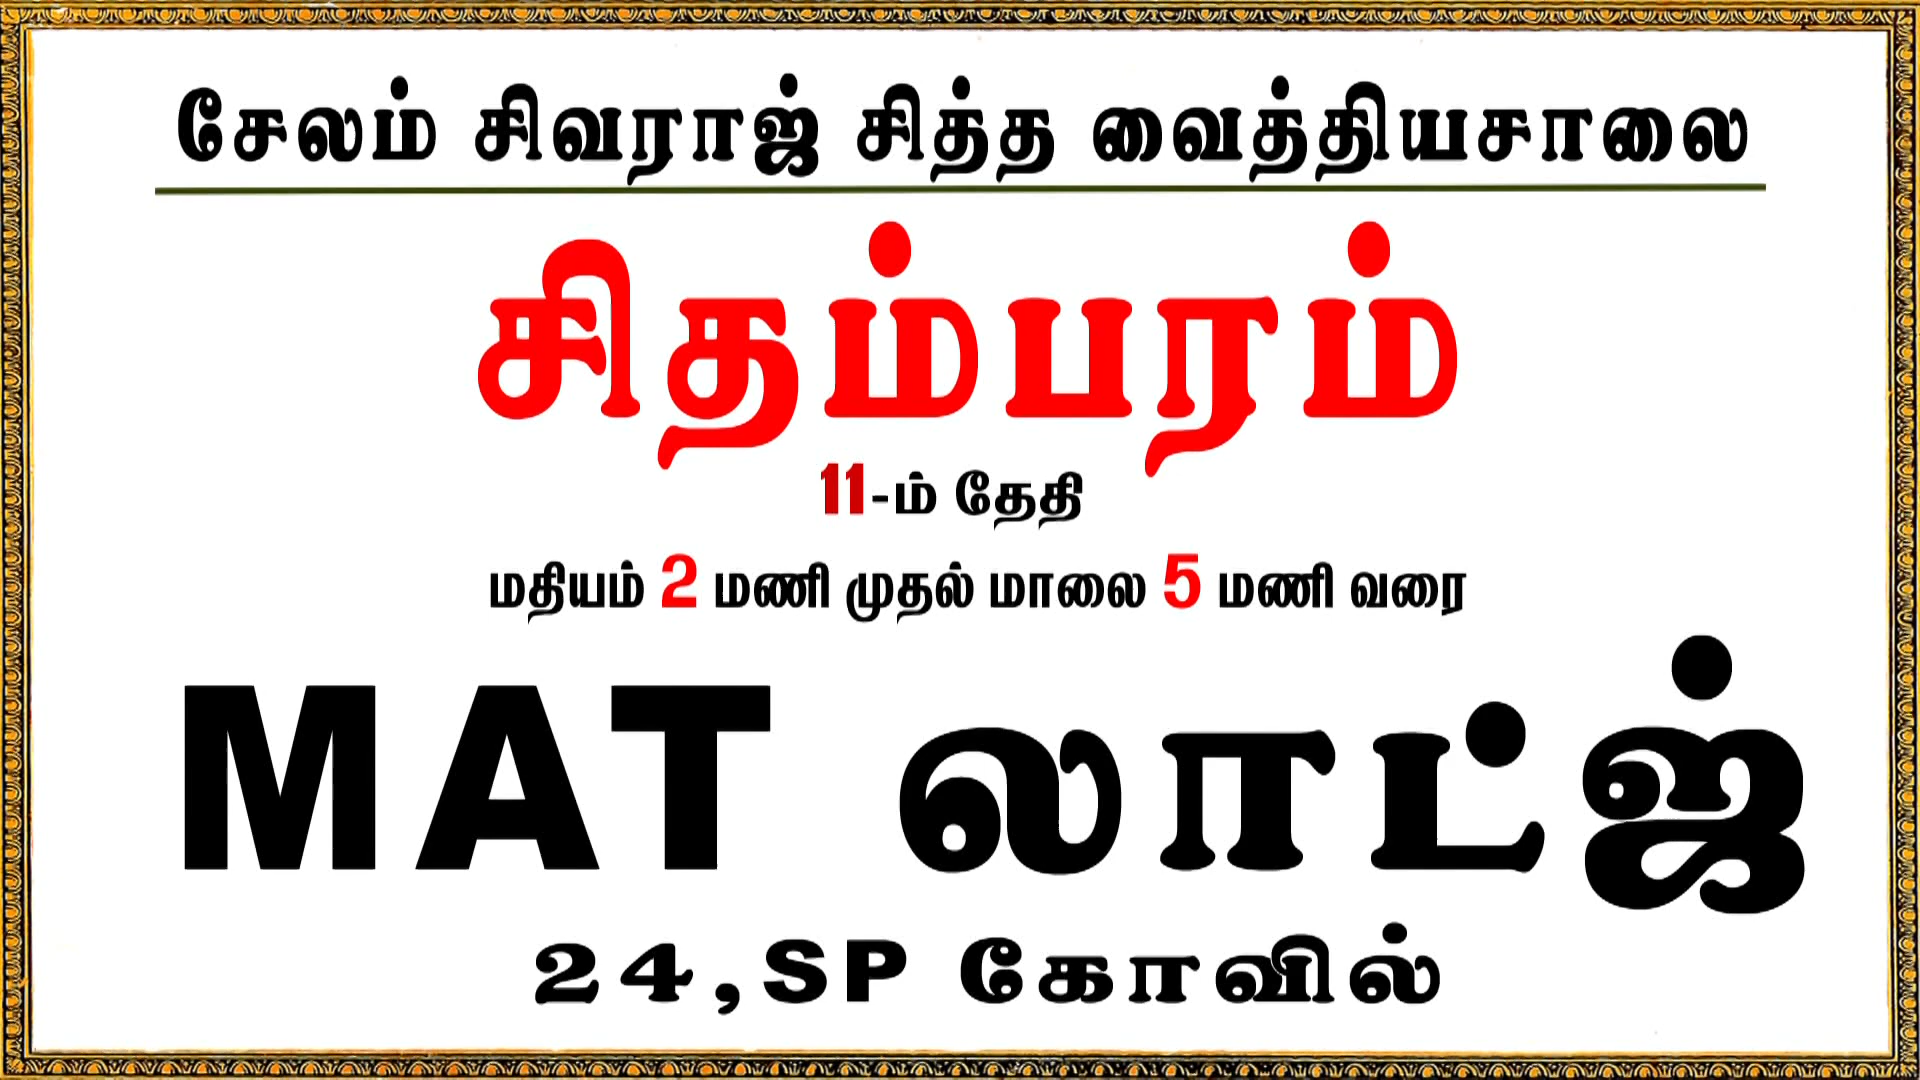 சேலம் சிவராஜ் சித்த வைத்தியசாலை
சிதம்பரம்
11-ம் தேதி
மதியம் 2 மணி முதல் மாலை 5 மணி வரை
MAT லாட்ஜ்
24,SP கோவில்